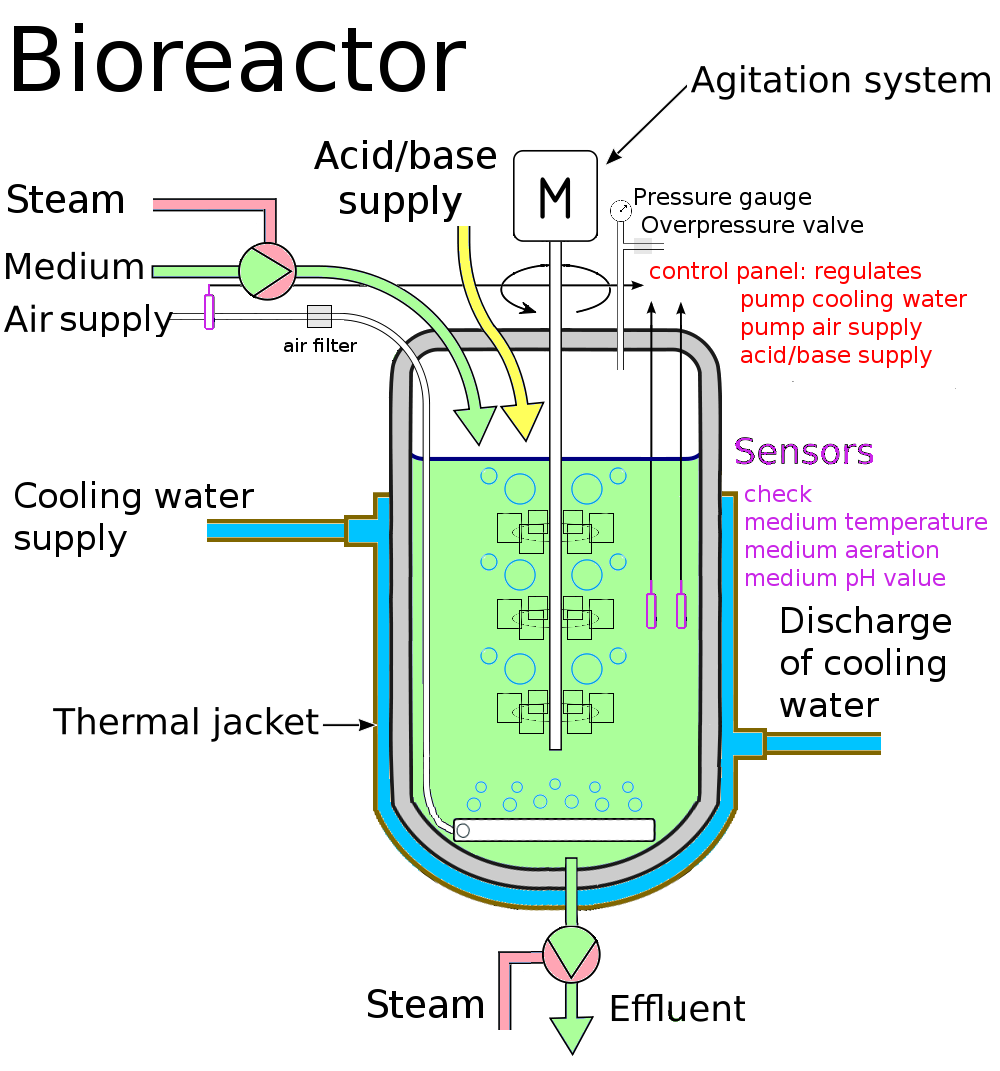 Bioreactor
Agitation system
Acid/base
supply
M
Steam
Pressure gauge
Overpressure valve
Medium
control panel: regulates
pump cooling water
pump air supply
acid/base supply
Air supply
air filter
Sensors
check
medium temperature
medium aeration
medium pH value
Cooling water
supply
Discharge
of cooling
water
Thermal jacket
Steam
Effluent